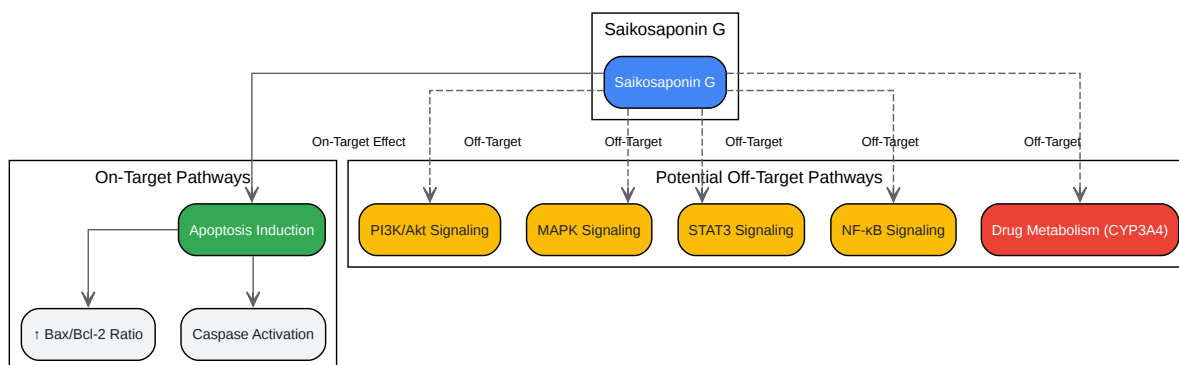 Saikosaponin G
Saikosaponin G
On-Target Effect
Off-Target
Off-Target
Off-Target
Off-Target
Off-Target
On-Target Pathways
Potential Off-Target Pathways
Apoptosis Induction
PI3K/Akt Signaling
MAPK Signaling
STAT3 Signaling
NF-κB Signaling
Drug Metabolism (CYP3A4)
↑ Bax/Bcl-2 Ratio
Caspase Activation